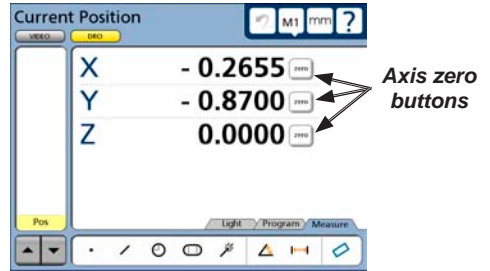 Current Position
M1 mm ?
VIDEO DRO
X - 0.2655 zero
Y - 0.8700 zero
Z 0.0000 zero
Axis zero
buttons
Pos Light Program Measure